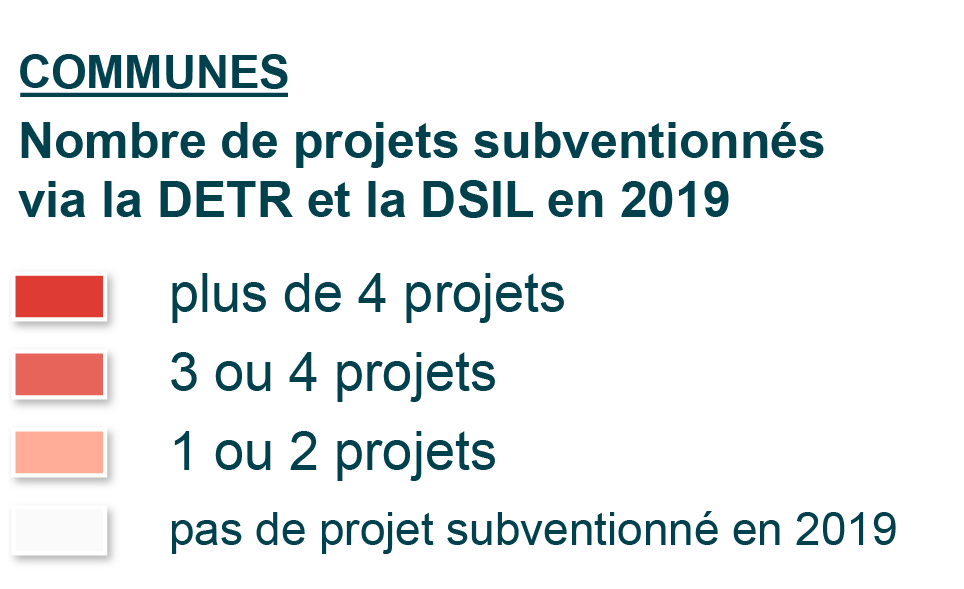 COMMUNES
Nombre de projets subventionnés
via la DETR et la DSIL en 2019
plus de 4 projets
3 ou 4 projets
1 ou 2 projets
pas de projet subventionné en 2019